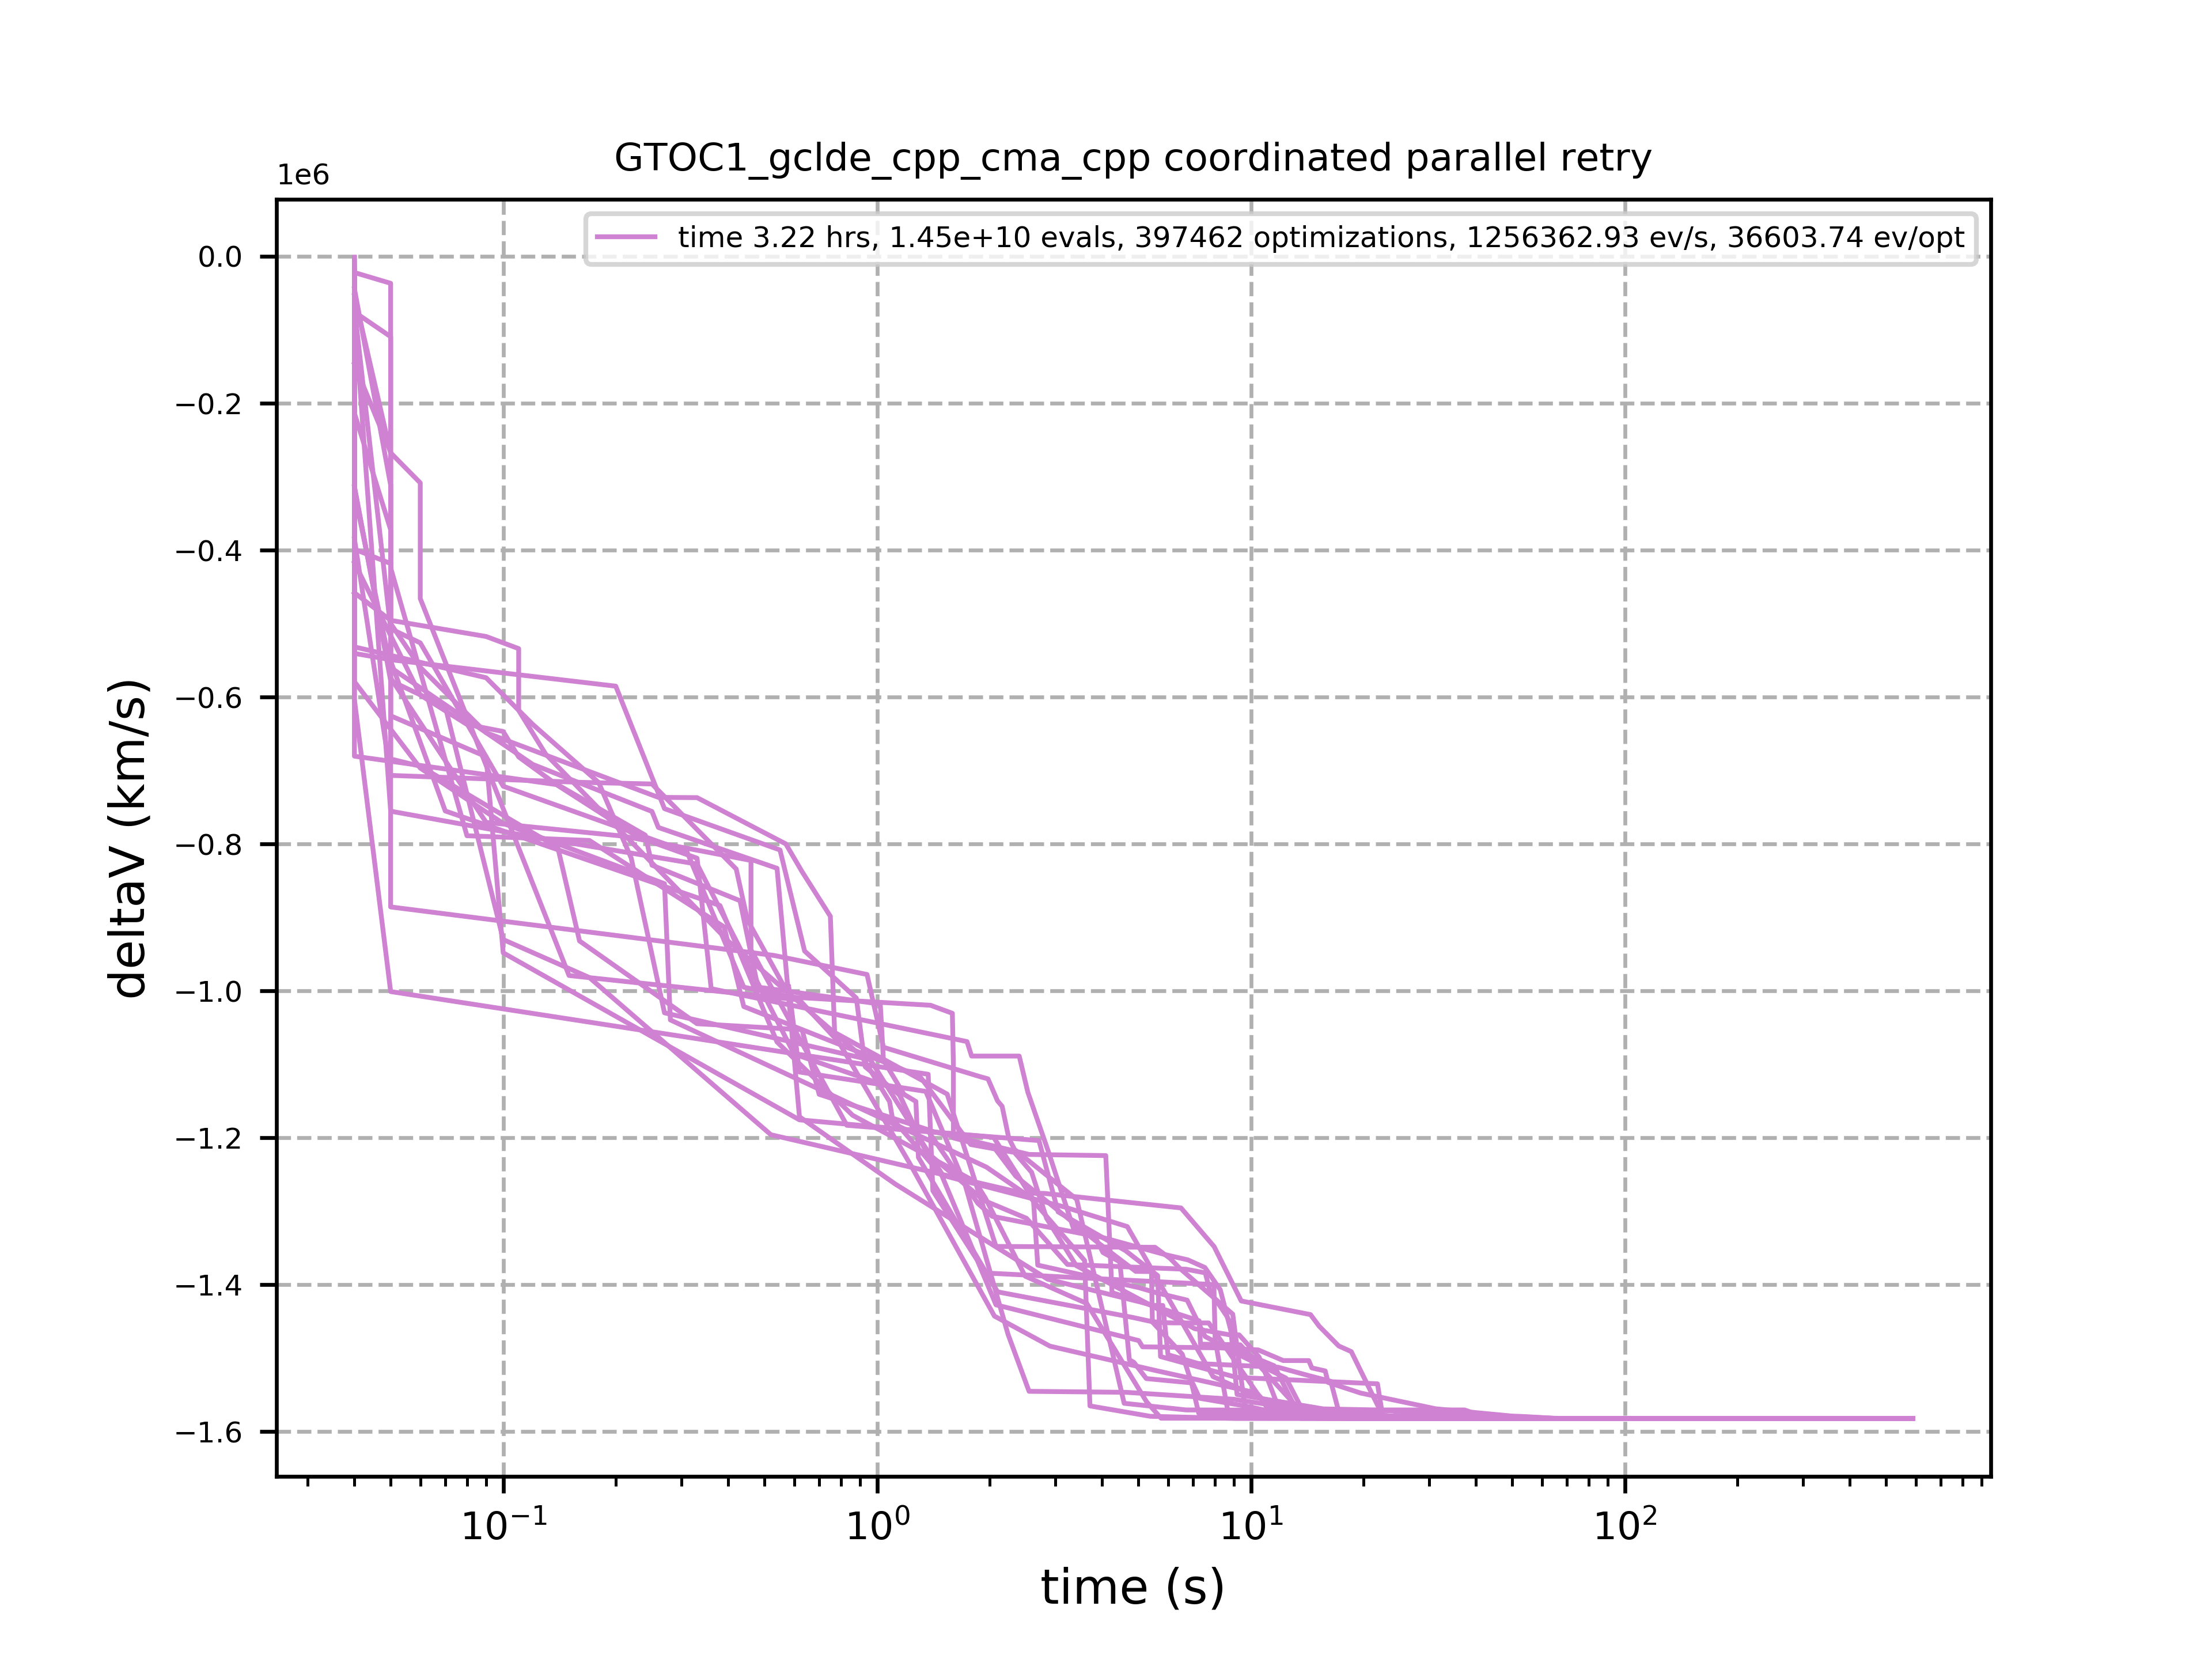 GTOC1_gclde_cpp_cma_cpp coordinated parallel retry
1e6
time 3.22 hrs, 1.45e+10 evals, 397462 optimizations, 1256362.93 ev/s, 36603.74 ev/opt
0.0
−0.2
−0.4
−0.6
−0.8
−1.0
−1.2
−1.4
−1.6
deltaV (km/s)
10⁻¹ 10⁰ 10¹ 10²
time (s)